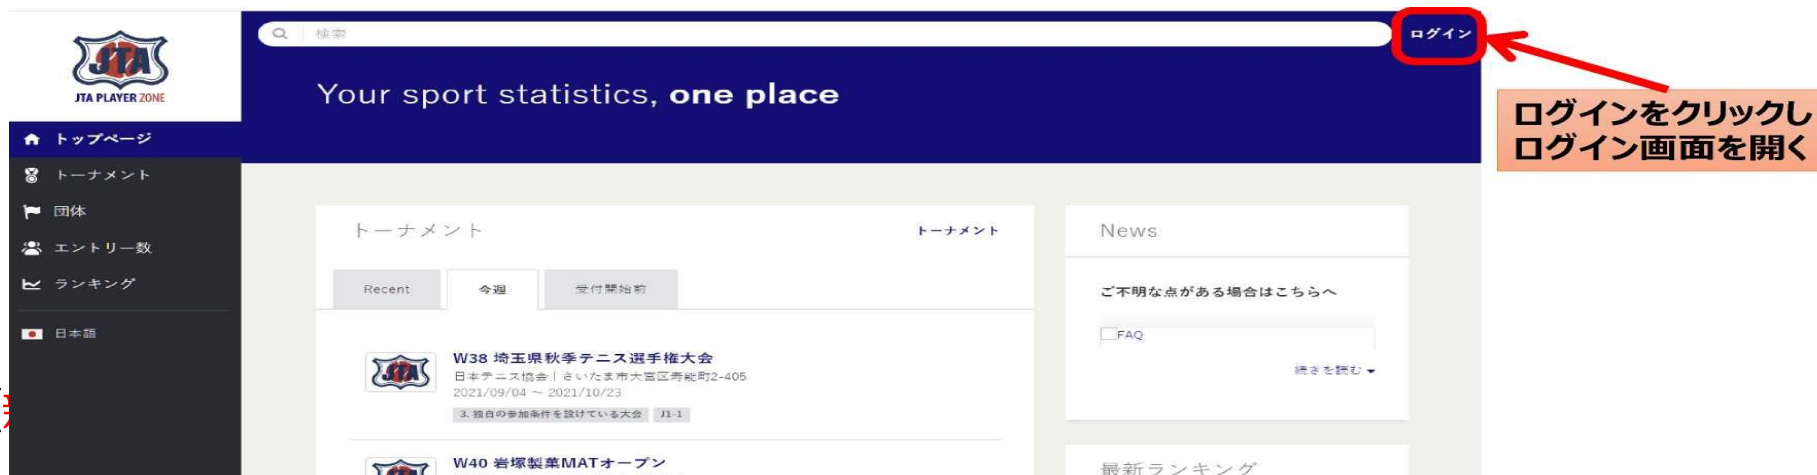 JTA
JTA PLAYER ZONE
検索
ログイン
Your sport statistics, one place
ログインをクリックし
ログイン画面を開く
トップページ
トーナメント
団体
エントリー数
ランキング
日本語
トーナメント
トーナメント
Recent
今週
受付開始前
JTA
W38 埼玉県秋季テニス選手権大会
日本テニス協会 | さいたま市大宮区寿能町2-405
2021/09/04 ～ 2021/10/23
3. 独自の参加条件を設けている大会
J1-1
W40 岩塚製菓MATオープン
News
ご不明な点がある場合はこちらへ
FAQ
続きを読む
最新ランキング